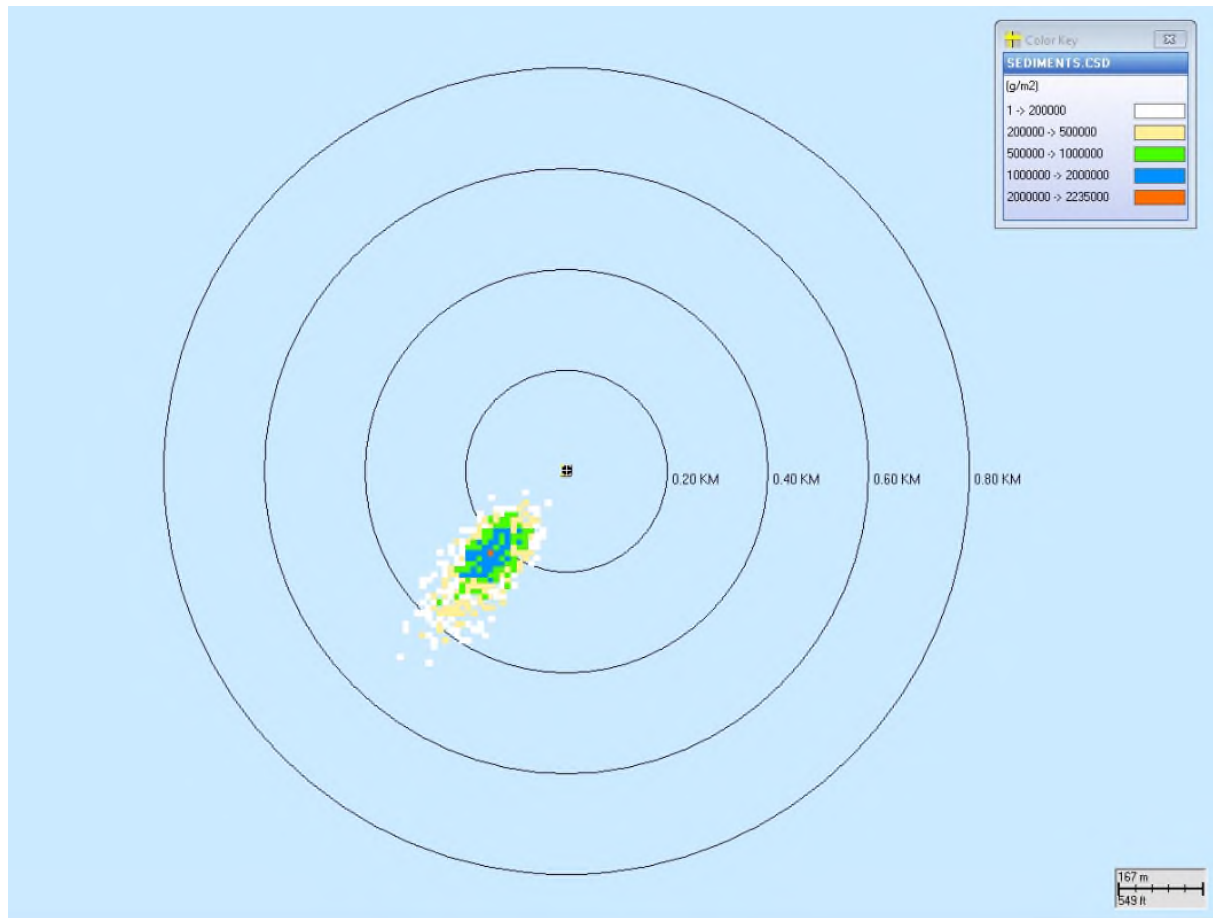 Color Key
SEDIMENTS.CSD
(g/m2)
1 -> 200000
200000 -> 500000
500000 -> 1000000
1000000 -> 2000000
2000000 -> 2235000
0.20 KM
0.40 KM
0.60 KM
0.80 KM
167 m
549 ft